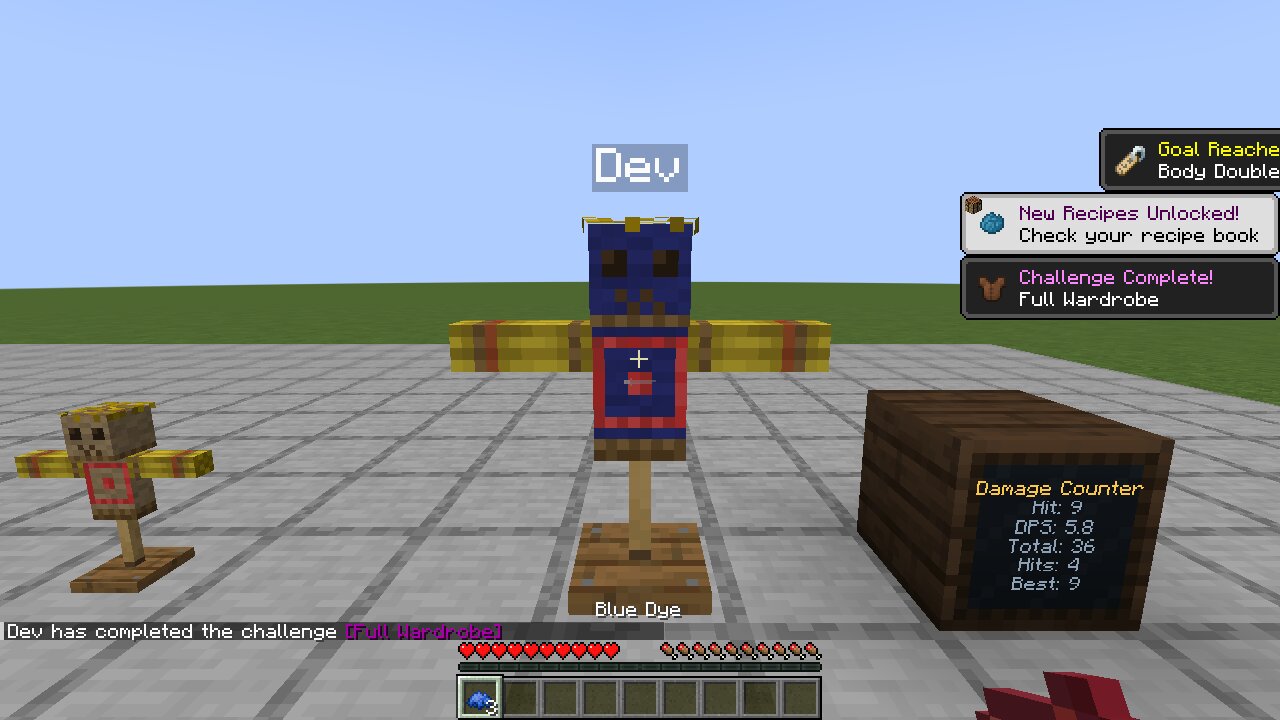 Dev
Goal Reache
Body Double
New Recipes Unlocked!
Check your recipe book
Challenge Complete!
Full Wardrobe
Damage Counter
Hit: 9
DPS: 5.8
Total: 36
Hits: 4
Best: 9
Blue Dye
Dev has completed the challenge [Full Wardrobe]